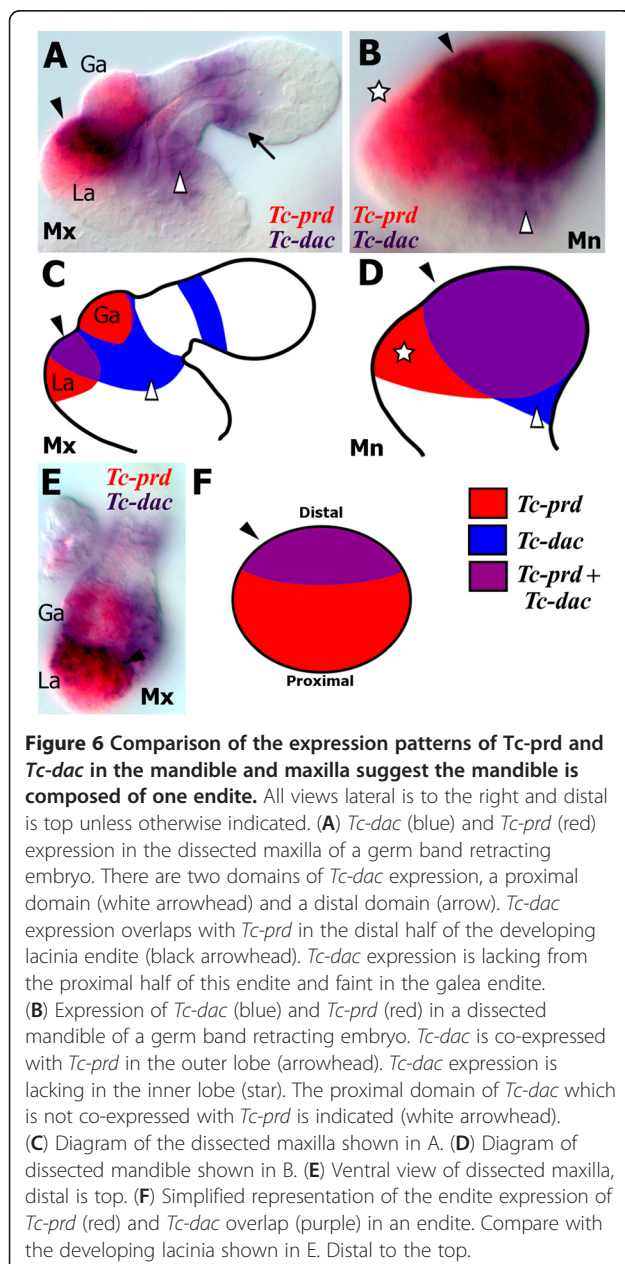 A
Ga
La
Mx
Tc-prd
Tc-dac
B
Tc-prd
Tc-dac
Mn
C
Ga
La
Mx
D
Mn
E
Tc-prd
Tc-dac
Ga
La
Mx
F
Distal
Proximal
Tc-prd
Tc-dac
Tc-prd +
Tc-dac
Figure 6 Comparison of the expression patterns of Tc-prd and
Tc-dac in the mandible and maxilla suggest the mandible is
composed of one endite. All views lateral is to the right and distal
is top unless otherwise indicated. (A) Tc-dac (blue) and Tc-prd (red)
expression in the dissected maxilla of a germ band retracting
embryo. There are two domains of Tc-dac expression, a proximal
domain (white arrowhead) and a distal domain (arrow). Tc-dac
expression overlaps with Tc-prd in the distal half of the developing
lacinia endite (black arrowhead). Tc-dac expression is lacking from
the proximal half of this endite and faint in the galea endite.
(B) Expression of Tc-dac (blue) and Tc-prd (red) in a dissected
mandible of a germ band retracting embryo. Tc-dac is co-expressed
with Tc-prd in the outer lobe (arrowhead). Tc-dac expression is
lacking in the inner lobe (star). The proximal domain of Tc-dac which
is not co-expressed with Tc-prd is indicated (white arrowhead).
(C) Diagram of the dissected maxilla shown in A. (D) Diagram of
dissected mandible shown in B. (E) Ventral view of dissected maxilla,
distal is top. (F) Simplified representation of the endite expression of
Tc-prd (red) and Tc-dac overlap (purple) in an endite. Compare with
the developing lacinia shown in E. Distal to the top.